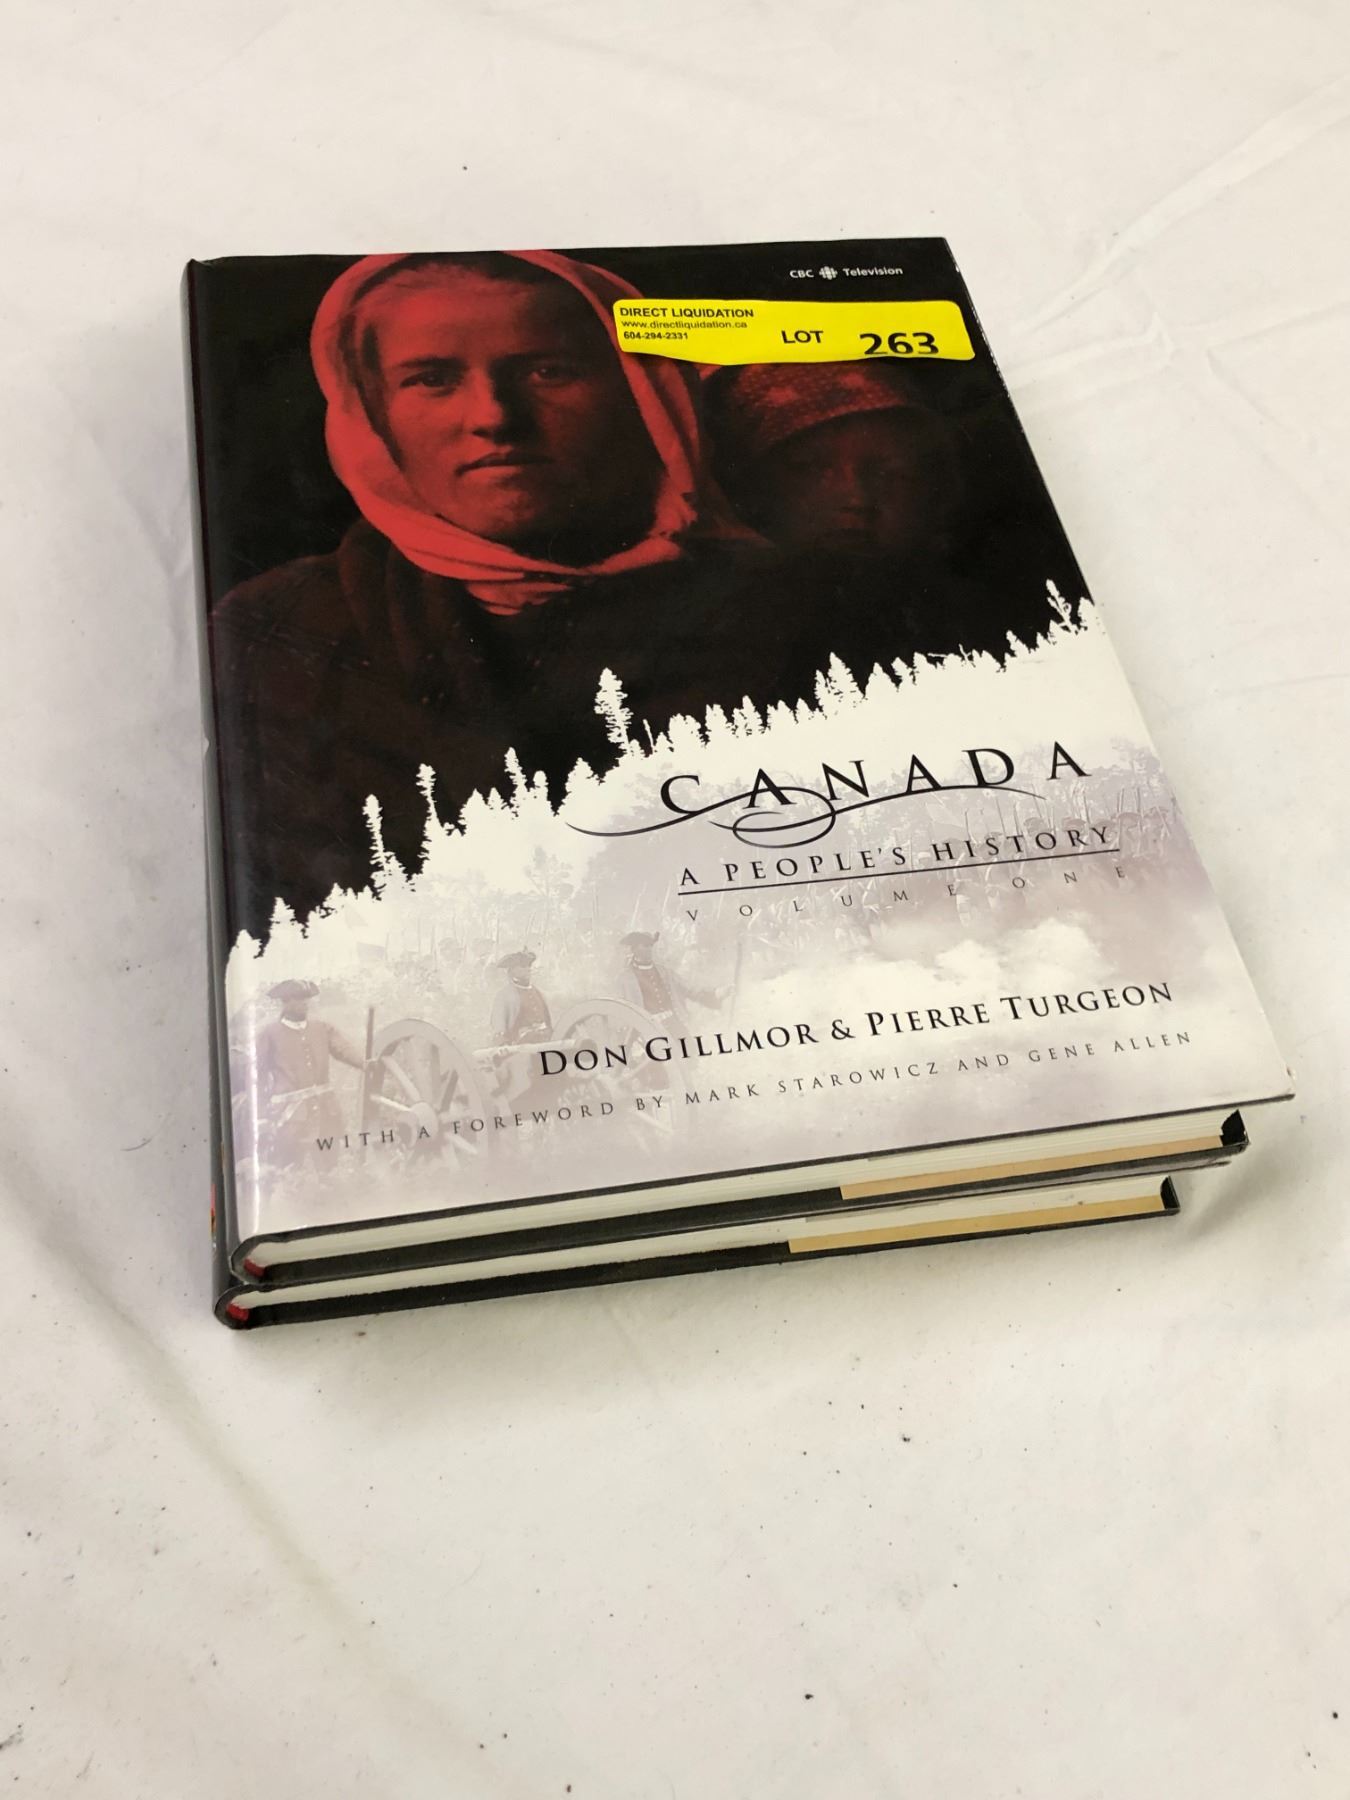 CBC Television
DIRECT LIQUIDATION
www.directliquidation.ca
604-294-2331
LOT 263
CANADA
A PEOPLE'S HISTORY
VOLUME ONE
DON GILLMOR & PIERRE TURGEON
WITH A FOREWORD BY MARK STAROWICZ AND GENE ALLEN